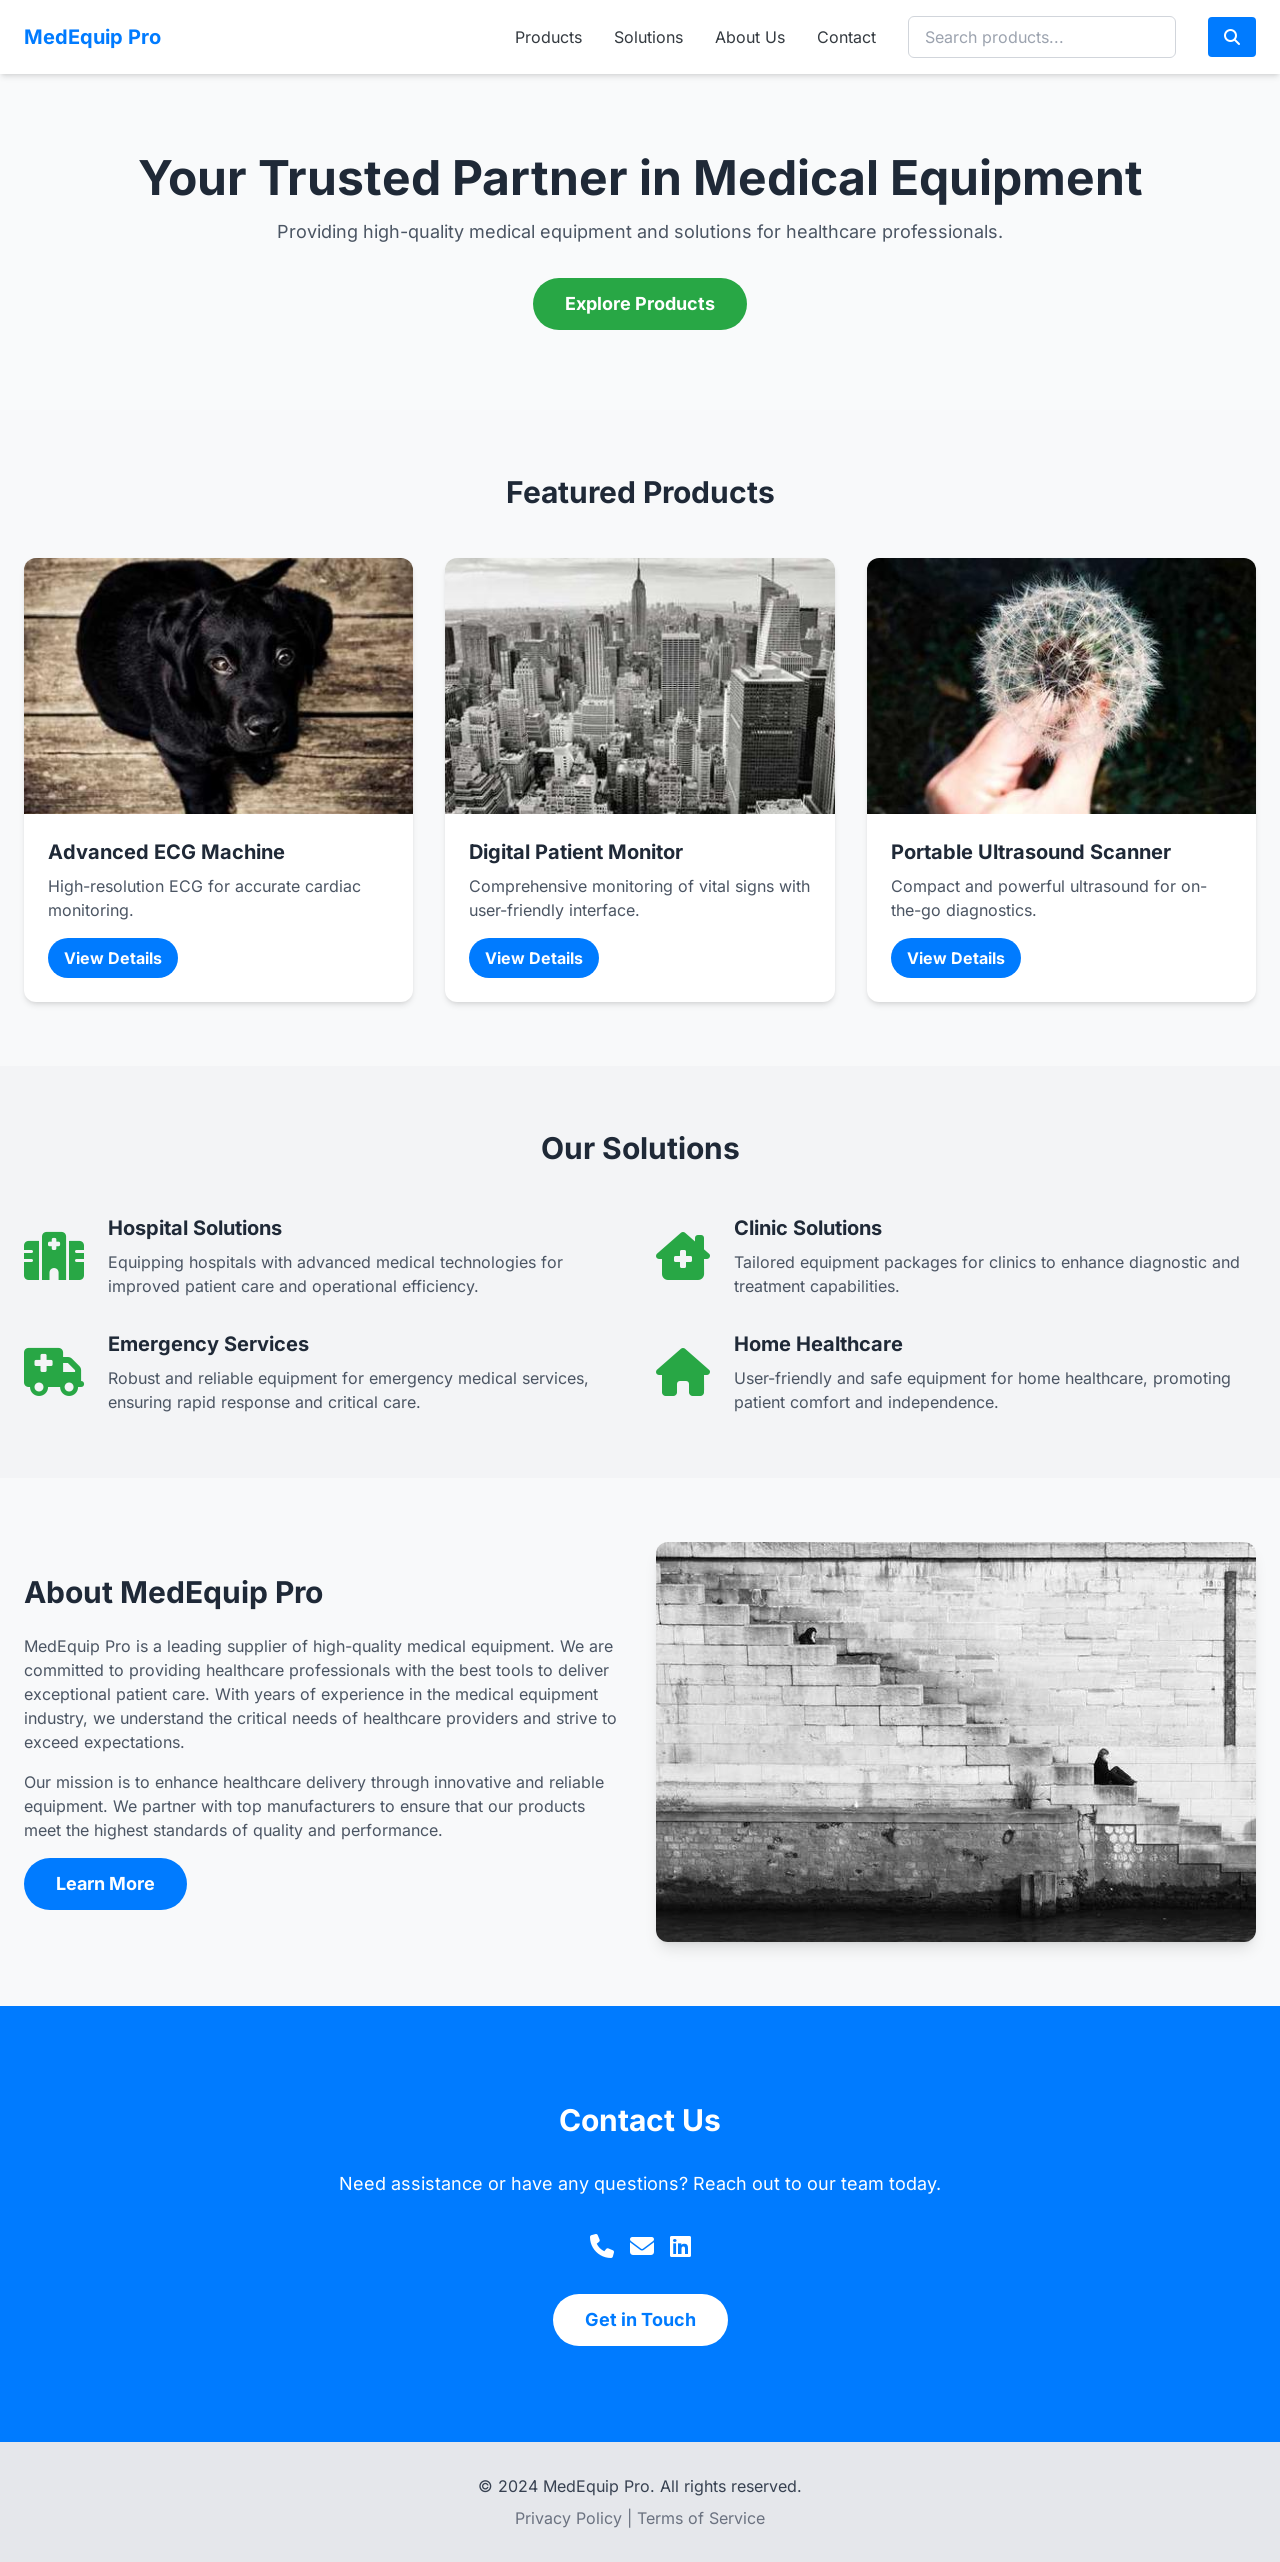 MedEquip Pro
Products
Solutions
About Us
Contact
Search products...
Your Trusted Partner in Medical Equipment
Providing high-quality medical equipment and solutions for healthcare professionals.
Explore Products
Featured Products
Advanced ECG Machine
High-resolution ECG for accurate cardiac
monitoring.
View Details
Digital Patient Monitor
Comprehensive monitoring of vital signs with
user-friendly interface.
View Details
Portable Ultrasound Scanner
Compact and powerful ultrasound for on-
the-go diagnostics.
View Details
Our Solutions
Hospital Solutions
Equipping hospitals with advanced medical technologies for
improved patient care and operational efficiency.
Clinic Solutions
Tailored equipment packages for clinics to enhance diagnostic and
treatment capabilities.
Emergency Services
Robust and reliable equipment for emergency medical services,
ensuring rapid response and critical care.
Home Healthcare
User-friendly and safe equipment for home healthcare, promoting
patient comfort and independence.
About MedEquip Pro
MedEquip Pro is a leading supplier of high-quality medical equipment. We are
committed to providing healthcare professionals with the best tools to deliver
exceptional patient care. With years of experience in the medical equipment
industry, we understand the critical needs of healthcare providers and strive to
exceed expectations.
Our mission is to enhance healthcare delivery through innovative and reliable
equipment. We partner with top manufacturers to ensure that our products
meet the highest standards of quality and performance.
Learn More
Contact Us
Need assistance or have any questions? Reach out to our team today.
Get in Touch
© 2024 MedEquip Pro. All rights reserved.
Privacy Policy | Terms of Service